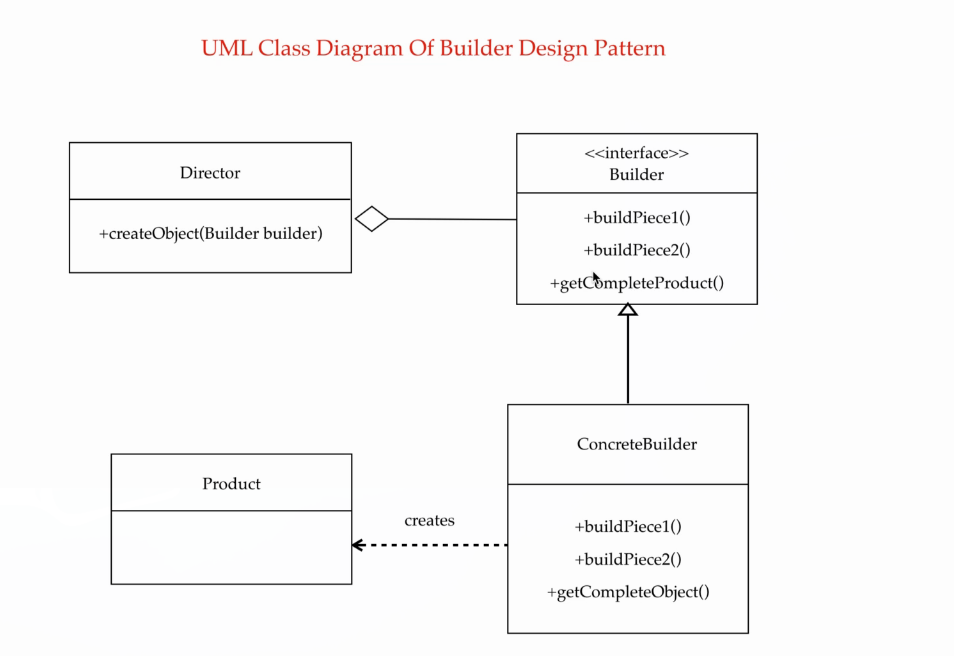 UML Class Diagram Of Builder Design Pattern
Director
+createObject(Builder builder)
<<interface>>
Builder
+buildPiece1()
+buildPiece2()
+getCompleteProduct()
ConcreteBuilder
+buildPiece1()
+buildPiece2()
+getCompleteObject()
creates
Product